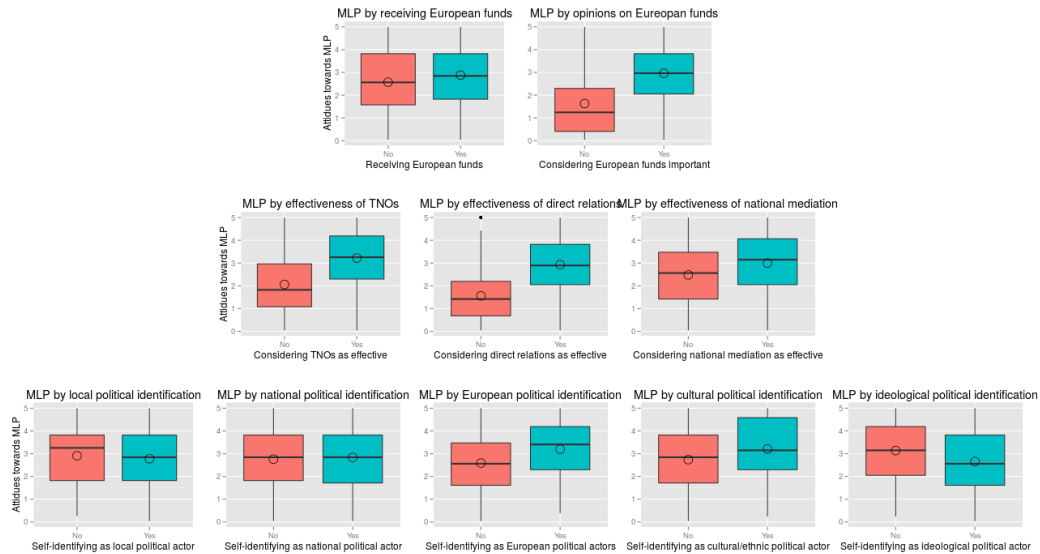 MLP by receiving European funds
MLP by opinions on Eureopan funds
Attidues towards MLP
5
4
3
2
1
0
5
4
3
2
1
0
No
Yes
No
Yes
Receiving European funds
Considering European funds important
MLP by effectiveness of TNOs
MLP by effectiveness of direct relations
MLP by effectiveness of national mediation
Attidues towards MLP
5
4
3
2
1
0
5
4
3
2
1
0
5
4
3
2
1
0
No
Yes
No
Yes
No
Yes
Considering TNOs as effective
Considering direct relations as effective
Considering national mediation as effective
MLP by local political identification
MLP by national political identification
MLP by European political identification
MLP by cultural political identification
MLP by ideological political identification
Attidues towards MLP
5
4
3
2
1
0
5
4
3
2
1
0
5
4
3
2
1
0
5
4
3
2
1
0
5
4
3
2
1
0
No
Yes
No
Yes
No
Yes
No
Yes
No
Yes
Self-identifying as local political actor
Self-identifying as national political actor
Self-identifying as European political actors
Self-identifying as cultural/ethnic political actor
Self-identifying as ideological political actor